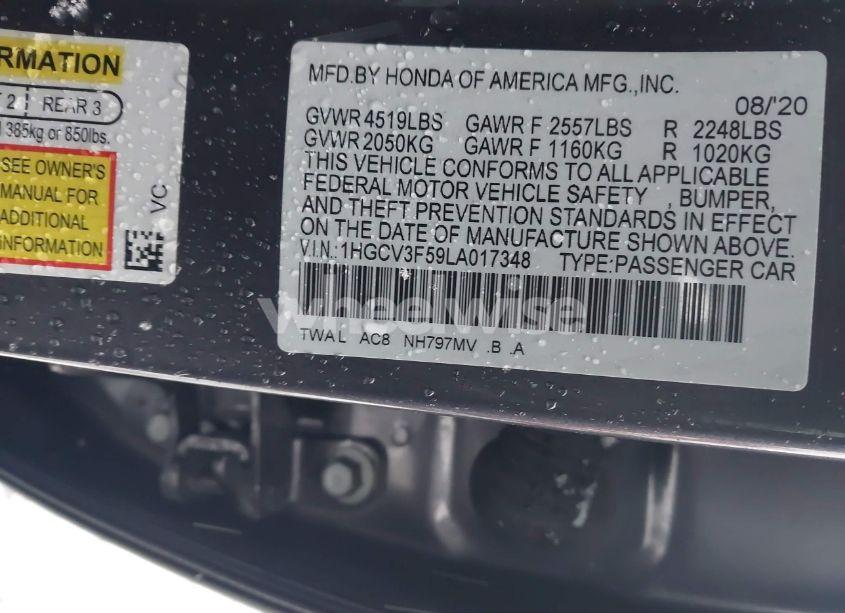 RMATION
2 REAR 3
385kg or 850lbs.
SEE OWNER'S
MANUAL FOR
ADDITIONAL
INFORMATION
VC
MFD.BY HONDA OF AMERICA MFG.,INC.
08/'20
GVWR 4519LBS GAWR F 2557LBS R 2248LBS
GVWR 2050KG GAWR F 1160KG R 1020KG
THIS VEHICLE CONFORMS TO ALL APPLICABLE
FEDERAL MOTOR VEHICLE SAFETY , BUMPER,
AND THEFT PREVENTION STANDARDS IN EFFECT
ON THE DATE OF MANUFACTURE SHOWN ABOVE.
V.I.N.:1HGCV3F59LA017348 TYPE:PASSENGER CAR
wheelwise
TWAL AC8 NH797MV .B .A